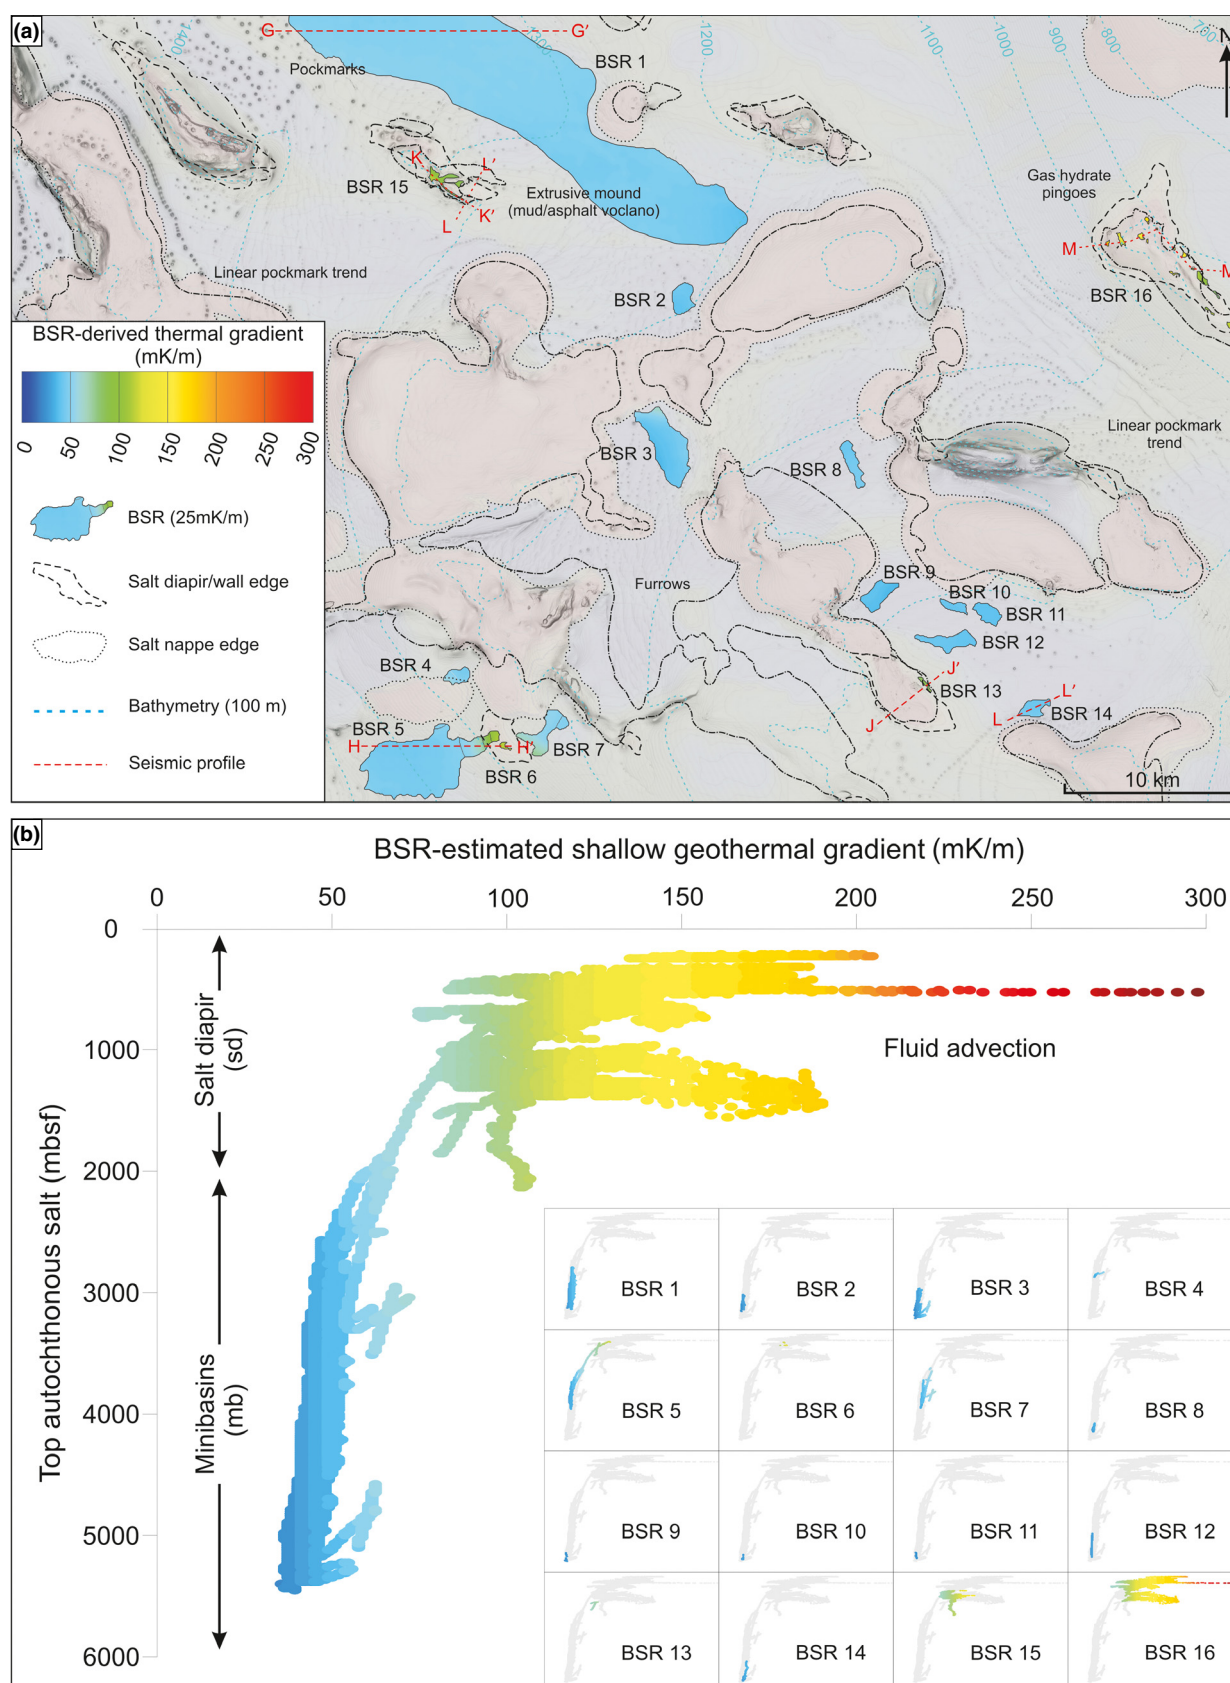 (a)
G
G'
1400
1300
1200
1100
1000
900
800
700
N
Pockmarks
BSR 1
K
L'
BSR 15
K'
L
Extrusive mound
(mud/asphalt voclano)
Gas hydrate
pingoes
M
M
BSR 16
Linear pockmark trend
BSR 2
BSR-derived thermal gradient
(mK/m)
0
50
100
150
200
250
300
BSR (25mK/m)
Salt diapir/wall edge
Salt nappe edge
Bathymetry (100 m)
Seismic profile
Linear pockmark
trend
BSR 3
BSR 8
Furrows
BSR 9
BSR 10
BSR 11
BSR 12
BSR 4
J'
BSR 13
J
L'
L
BSR 14
BSR 5
H
H'
BSR 7
BSR 6
10 km
(b)
BSR-estimated shallow geothermal gradient (mK/m)
0
50
100
150
200
250
300
Top autochthonous salt (mbsf)
0
1000
2000
3000
4000
5000
6000
Salt diapir
(sd)
Minibasins
(mb)
Fluid advection
BSR 1
BSR 2
BSR 3
BSR 4
BSR 5
BSR 6
BSR 7
BSR 8
BSR 9
BSR 10
BSR 11
BSR 12
BSR 13
BSR 14
BSR 15
BSR 16